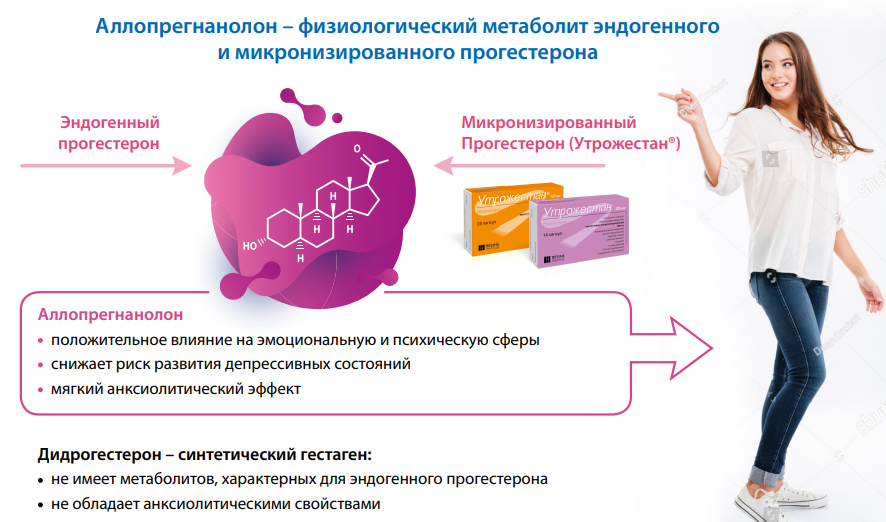 Аллопрегнанолон – физиологический метаболит эндогенного
и микронизированного прогестерона
Эндогенный
прогестерон
Микронизированный
Прогестерон (Утрожестан®)
O
H
H
H
H
HO
Утрожестан
Утрожестан
Аллопрегнанолон
• положительное влияние на эмоциональную и психическую сферы
• снижает риск развития депрессивных состояний
• мягкий анксиолитический эффект
Дидрогестерон – синтетический гестаген:
• не имеет метаболитов, характерных для эндогенного прогестерона
• не обладает анксиолитическими свойствами